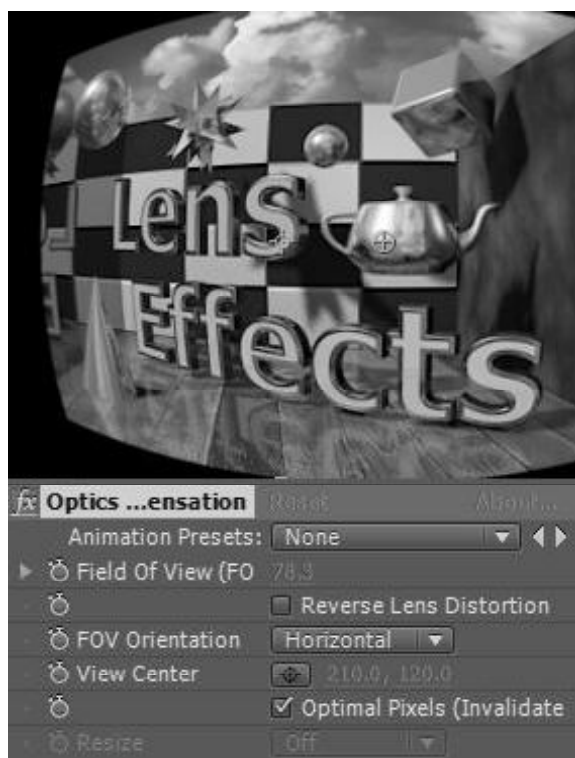 Lens
Effects
fx Optics ...ensation Reset About...
Animation Presets: None
Field Of View (FO 78.3
Reverse Lens Distortion
FOV Orientation Horizontal
View Center 210.0, 120.0
Optimal Pixels (Invalidate
Resize Off